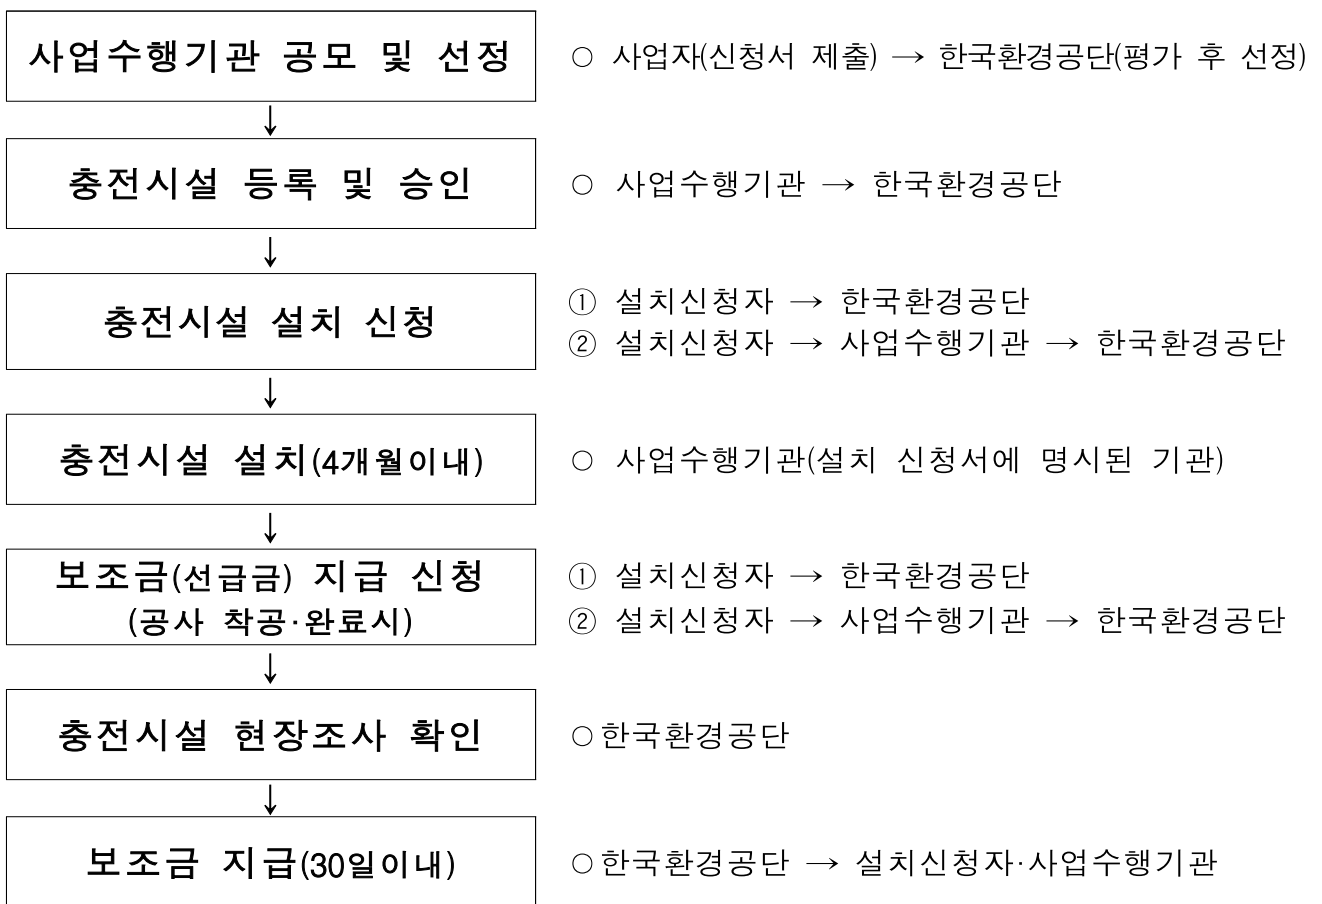 사업수행기관 공모 및 선정
○ 사업자(신청서 제출) → 한국환경공단(평가 후 선정)
↓
충전시설 등록 및 승인
○ 사업수행기관 → 한국환경공단
↓
충전시설 설치 신청
① 설치신청자 → 한국환경공단
② 설치신청자 → 사업수행기관 → 한국환경공단
↓
충전시설 설치(4개월이내)
○ 사업수행기관(설치 신청서에 명시된 기관)
↓
보조금(선급금) 지급 신청
(공사 착공·완료시)
① 설치신청자 → 한국환경공단
② 설치신청자 → 사업수행기관 → 한국환경공단
↓
충전시설 현장조사 확인
○한국환경공단
↓
보조금 지급(30일이내)
○한국환경공단 → 설치신청자·사업수행기관